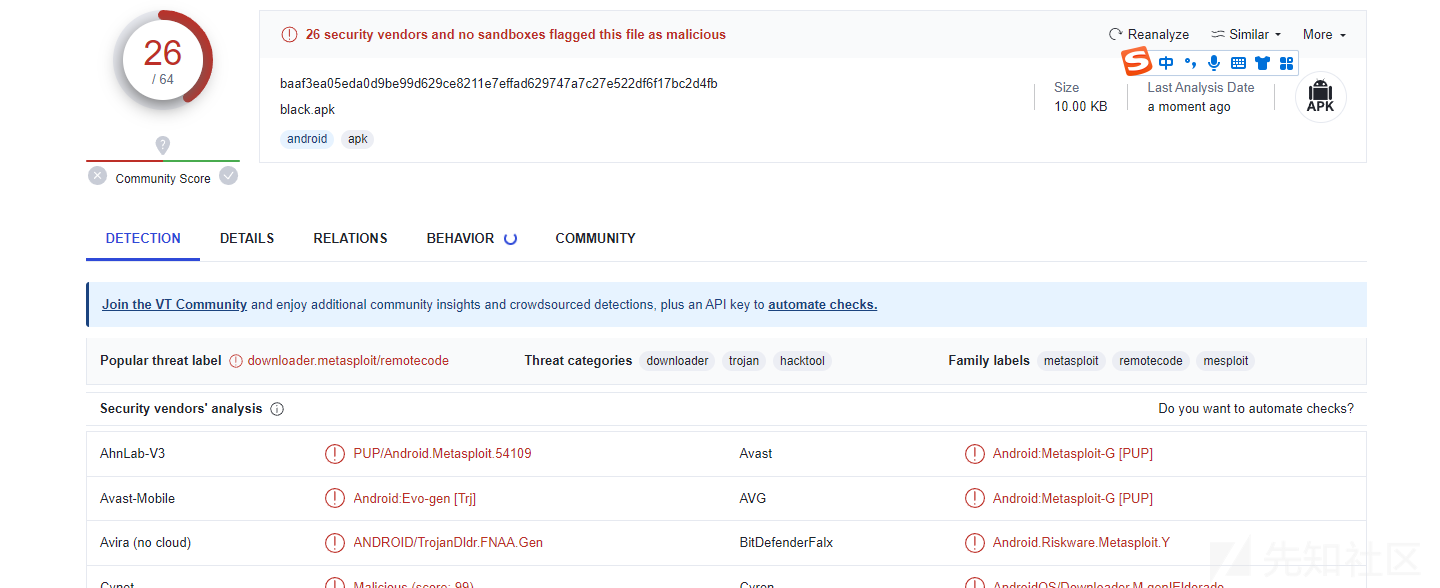 26
/ 64
Community Score
26 security vendors and no sandboxes flagged this file as malicious
Reanalyze Similar More
baaf3ea05eda0d9be99d629ce8211e7effad629747a7c27e522df6f17bc2d4fb
black.apk
android apk
S 中
Size
10.00 KB
Last Analysis Date
a moment ago
APK
DETECTION DETAILS RELATIONS BEHAVIOR COMMUNITY
Join the VT Community and enjoy additional community insights and crowdsourced detections, plus an API key to automate checks.
Popular threat label downloader.metasploit/remotecode Threat categories downloader trojan hacktool Family labels metasploit remotecode mesploit
Security vendors' analysis Do you want to automate checks?
AhnLab-V3 PUP/Android.Metasploit.54109 Avast Android:Metasploit-G [PUP]
Avast-Mobile Android:Evo-gen [Trj] AVG Android:Metasploit-G [PUP]
Avira (no cloud) ANDROID/TrojanDldr.FNAA.Gen BitDefenderFalx Android.Riskware.Metasploit.Y
Cynet Malicious (score: 99) Cyren AndroidOS/Downloader.M.gen!Eldorado
先知社区